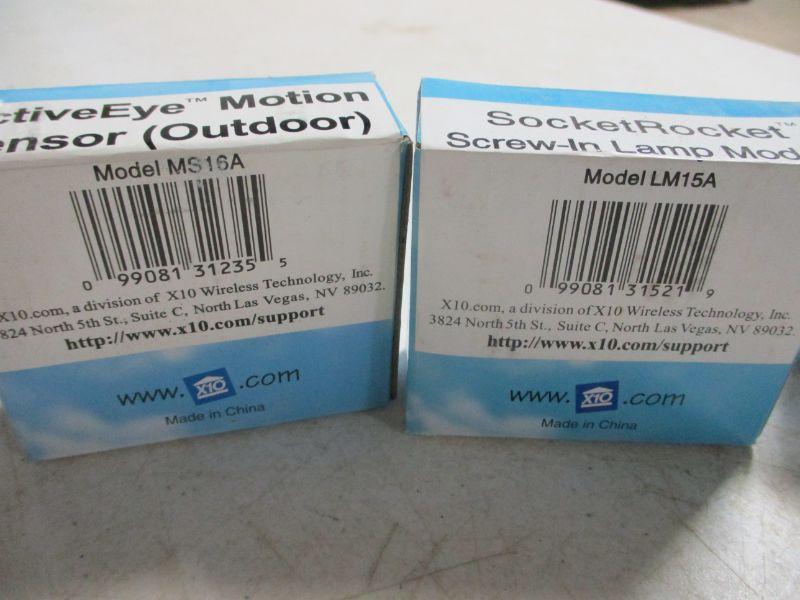 ctiveEye™ Motion
ensor (Outdoor)
Model MS16A
0 99081 31235 5
X10.com, a division of X10 Wireless Technology, Inc.
3824 North 5th St., Suite C, North Las Vegas, NV 89032.
http://www.x10.com/support
www. X10 .com
Made in China
SocketRocket™
Screw-In Lamp Modu
Model LM15A
0 99081 31521 9
X10.com, a division of X10 Wireless Technology, Inc.
3824 North 5th St., Suite C, North Las Vegas, NV 89032.
http://www.x10.com/support
www. X10 .com
Made in China